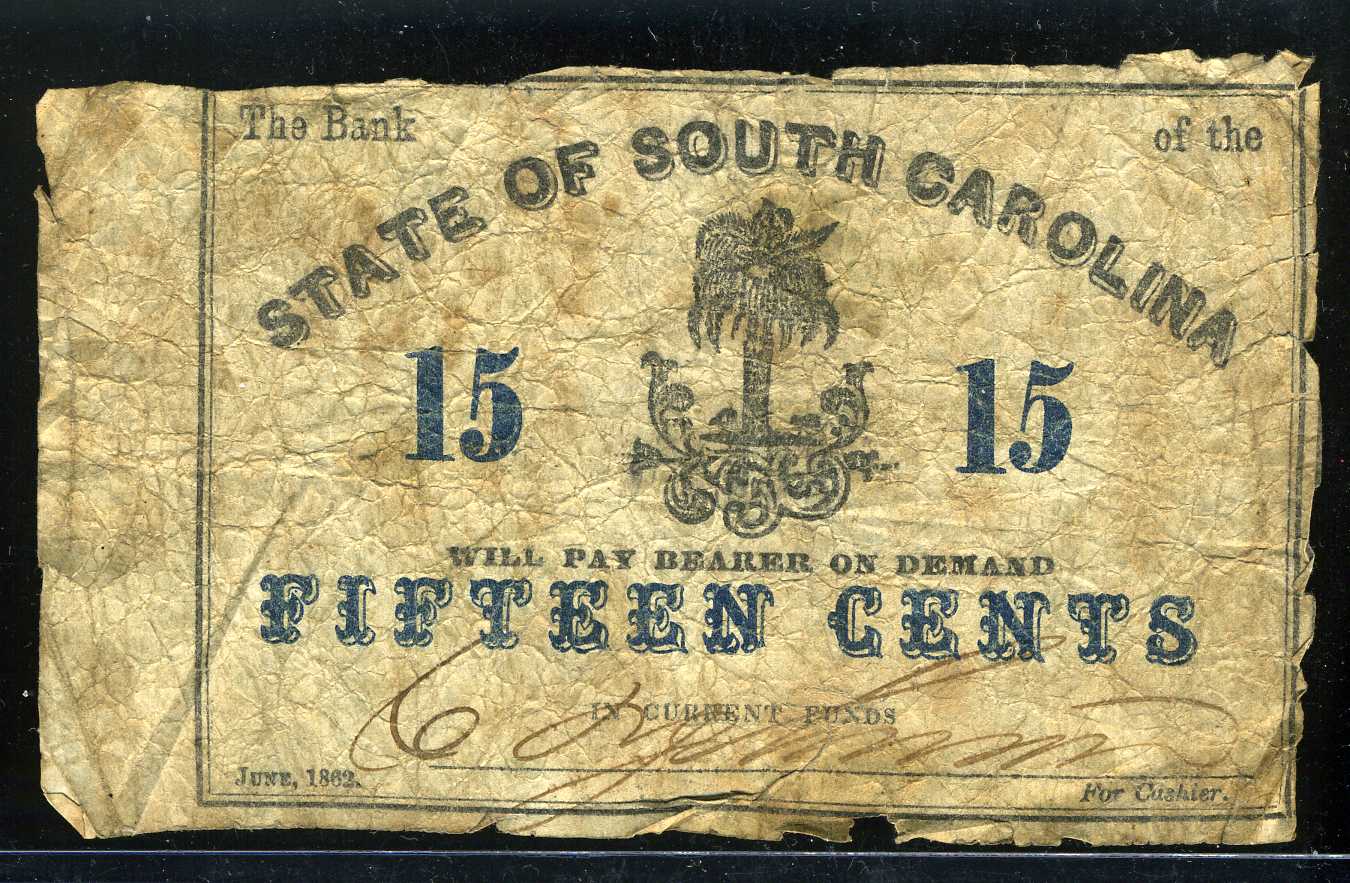 The Bank of the
STATE OF SOUTH CAROLINA
15 15
WILL PAY BEARER ON DEMAND
FIFTEEN CENTS
IN CURRENT FUNDS
JUNE, 1862.
For Cashier.